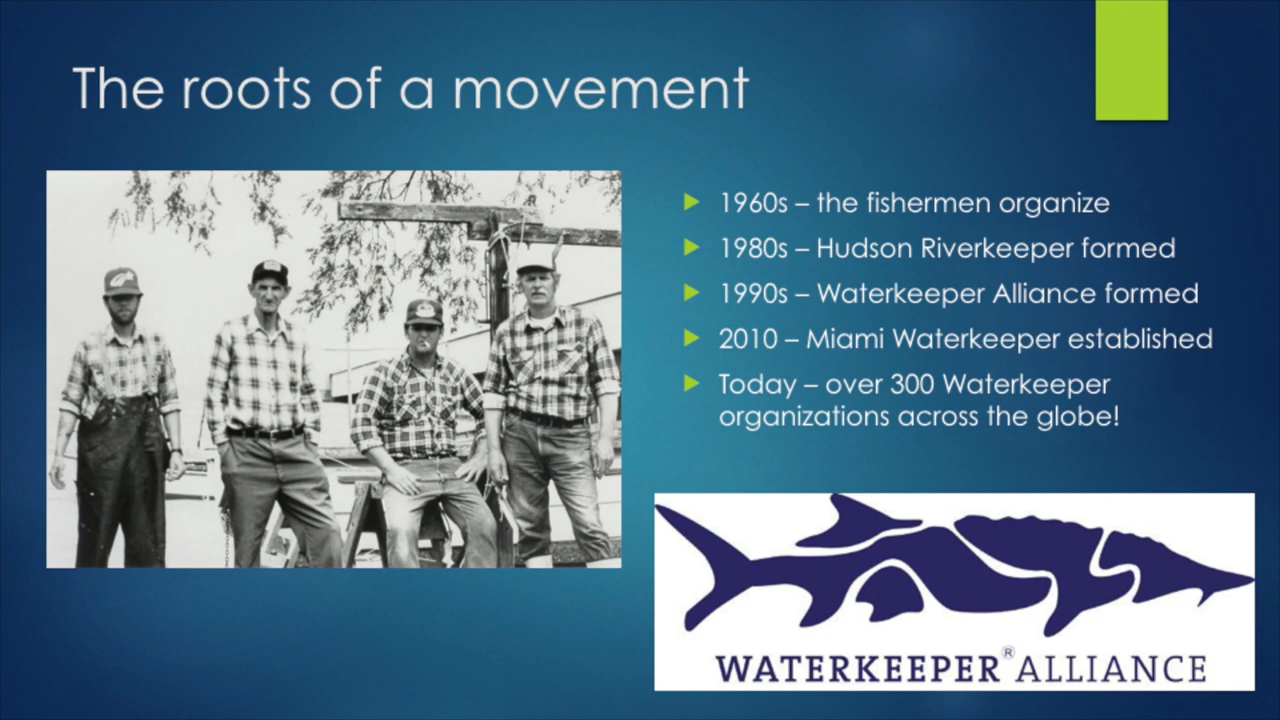 The roots of a movement
1960s – the fishermen organize
1980s – Hudson Riverkeeper formed
1990s – Waterkeeper Alliance formed
2010 – Miami Waterkeeper established
Today – over 300 Waterkeeper
organizations across the globe!
WATERKEEPER® ALLIANCE